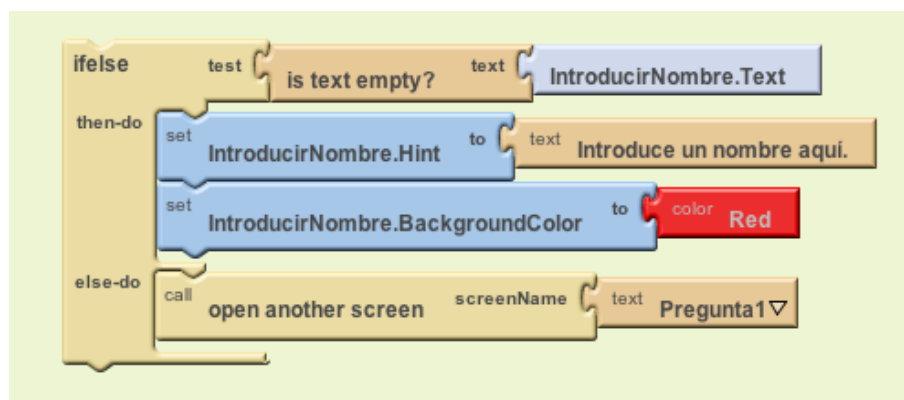 ifelse test is text empty? text IntroducirNombre.Text
then-do set IntroducirNombre.Hint to text Introduce un nombre aquí.
set IntroducirNombre.BackgroundColor to color Red
else-do call open another screen screenName text Pregunta1